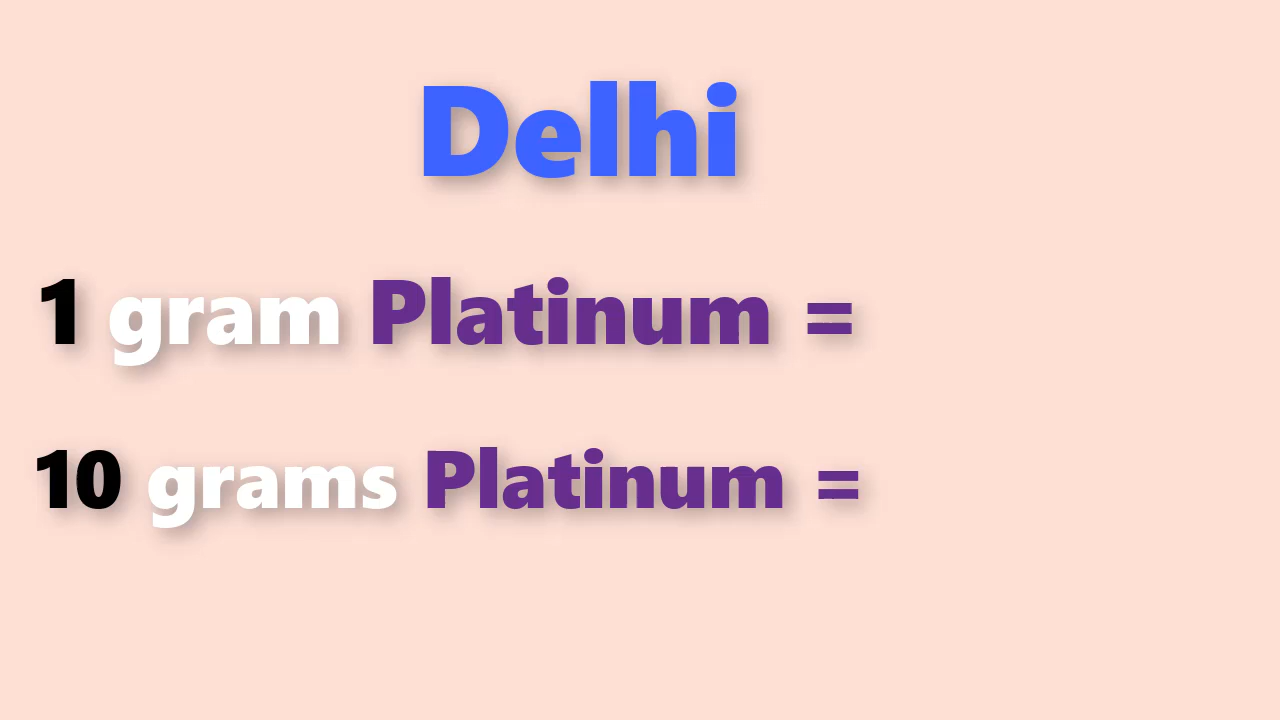 Delhi
1 gram Platinum =
10 grams Platinum =